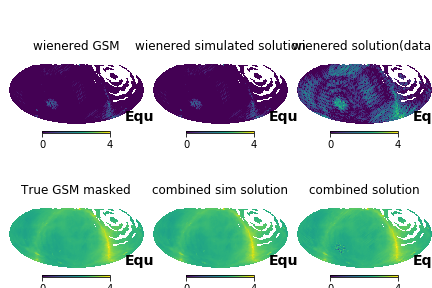 wienered GSM
wienered simulated solution
wienered solution(data
Equ
Equ
Eq
0 4
0 4
0 4
True GSM masked
combined sim solution
combined solution
Equ
Equ
Eq
0 4
0 4
0 4